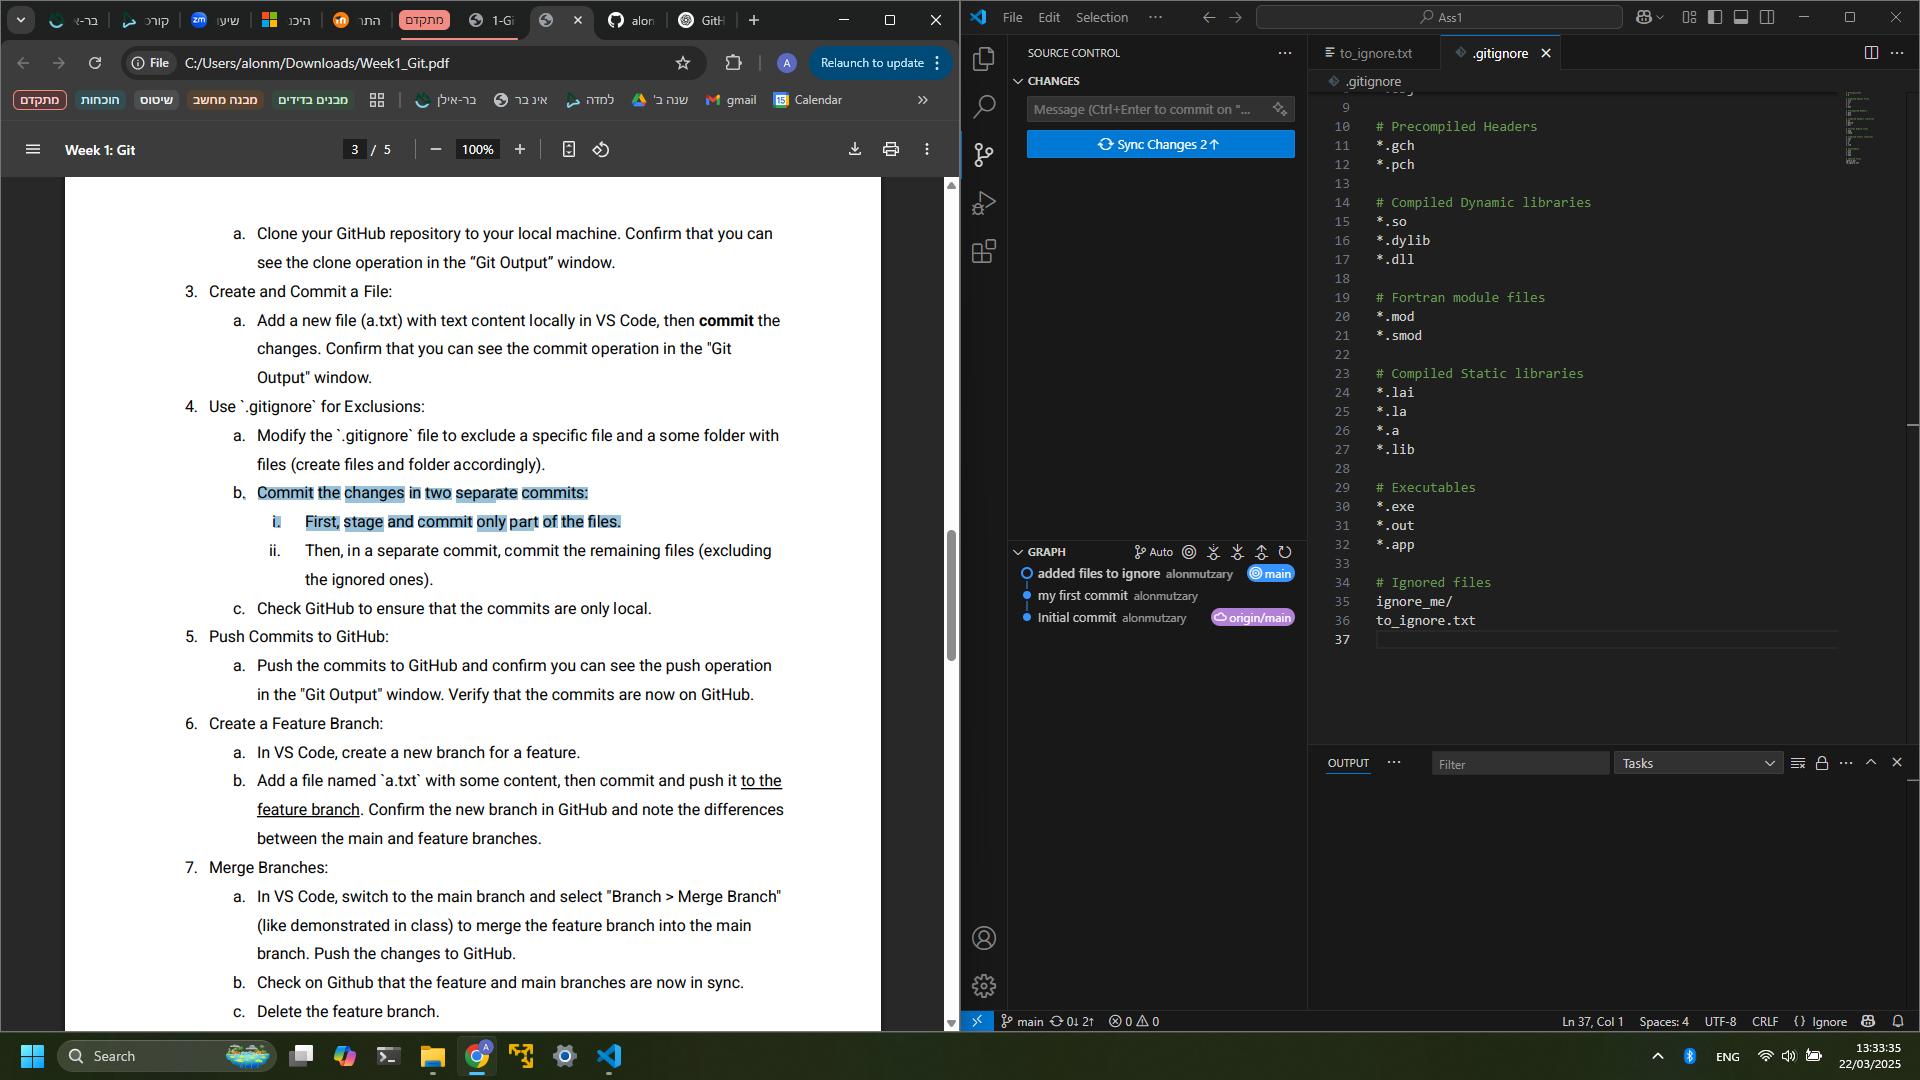 קורס
שיעו
היכנ
התר
מתקדם
1-Gi
alon
GitH
File
C:/Users/alonm/Downloads/Week1_Git.pdf
A
Relaunch to update
מתקדם
הוכחות
שיטוס
מבנה מחשב
מבנים בדידים
בר-אילן
אינ בר
למדה
שנה ב'
gmail
Calendar
Week 1: Git
3 / 5
100%
a. Clone your GitHub repository to your local machine. Confirm that you can
see the clone operation in the “Git Output” window.
3. Create and Commit a File:
a. Add a new file (a.txt) with text content locally in VS Code, then commit the
changes. Confirm that you can see the commit operation in the "Git
Output" window.
4. Use `.gitignore` for Exclusions:
a. Modify the `.gitignore` file to exclude a specific file and a some folder with
files (create files and folder accordingly).
b. Commit the changes in two separate commits:
i. First, stage and commit only part of the files.
ii. Then, in a separate commit, commit the remaining files (excluding
the ignored ones).
c. Check GitHub to ensure that the commits are only local.
5. Push Commits to GitHub:
a. Push the commits to GitHub and confirm you can see the push operation
in the "Git Output" window. Verify that the commits are now on GitHub.
6. Create a Feature Branch:
a. In VS Code, create a new branch for a feature.
b. Add a file named `a.txt` with some content, then commit and push it to the
feature branch. Confirm the new branch in GitHub and note the differences
between the main and feature branches.
7. Merge Branches:
a. In VS Code, switch to the main branch and select "Branch > Merge Branch"
(like demonstrated in class) to merge the feature branch into the main
branch. Push the changes to GitHub.
b. Check on Github that the feature and main branches are now in sync.
c. Delete the feature branch.
File Edit Selection ···
Ass1
SOURCE CONTROL
CHANGES
Message (Ctrl+Enter to commit on "...
Sync Changes 2↑
GRAPH
Auto
added files to ignore alonmutzary main
my first commit alonmutzary
Initial commit alonmutzary origin/main
to_ignore.txt
.gitignore
.gitignore
9
10 # Precompiled Headers
11 *.gch
12 *.pch
13
14 # Compiled Dynamic libraries
15 *.so
16 *.dylib
17 *.dll
18
19 # Fortran module files
20 *.mod
21 *.smod
22
23 # Compiled Static libraries
24 *.lai
25 *.la
26 *.a
27 *.lib
28
29 # Executables
30 *.exe
31 *.out
32 *.app
33
34 # Ignored files
35 ignore_me/
36 to_ignore.txt
37
OUTPUT
Filter
Tasks
main 0↓ 2↑ 0 0
Ln 37, Col 1 Spaces: 4 UTF-8 CRLF {} Ignore
Search
ENG
13:33:35
22/03/2025